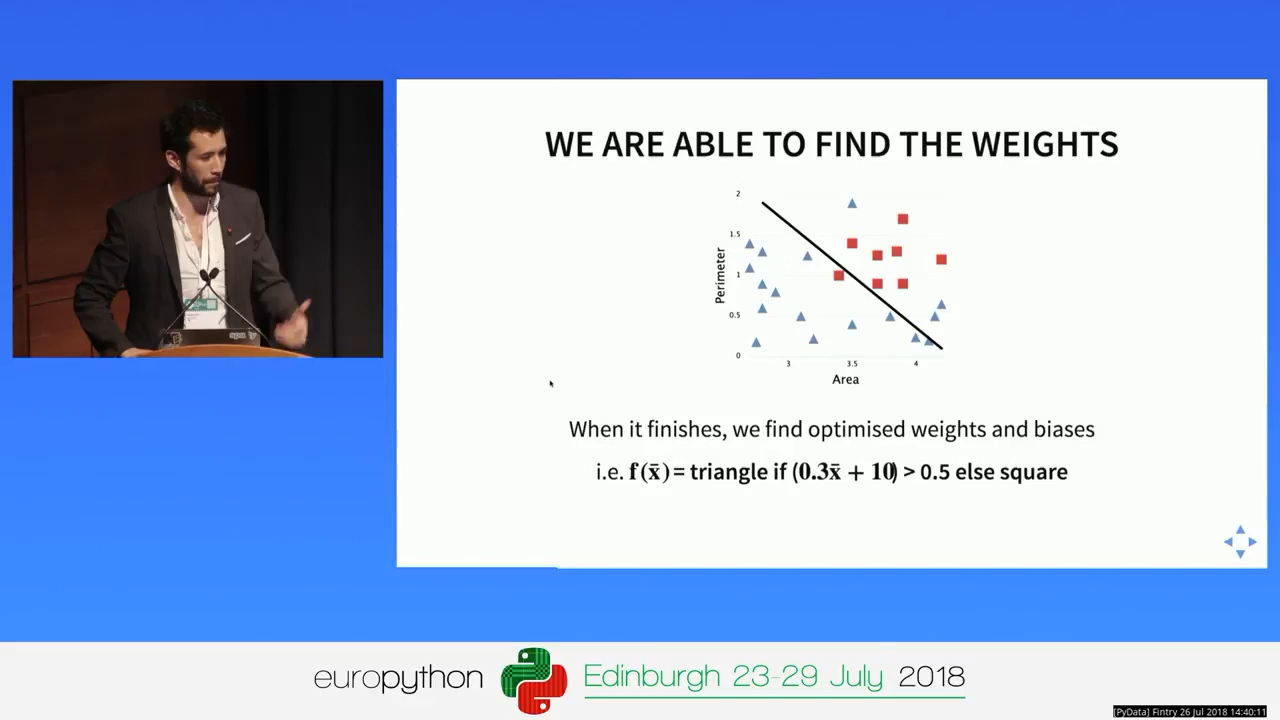 WE ARE ABLE TO FIND THE WEIGHTS
2
1.5
1
0.5
0
Perimeter
3
3.5
4
Area
When it finishes, we find optimised weights and biases
i.e. f(x̄) = triangle if (0.3x̄ + 10) > 0.5 else square
europython
Edinburgh 23-29 July 2018
[PyData] Fintry 26 Jul 2018 14:40:11